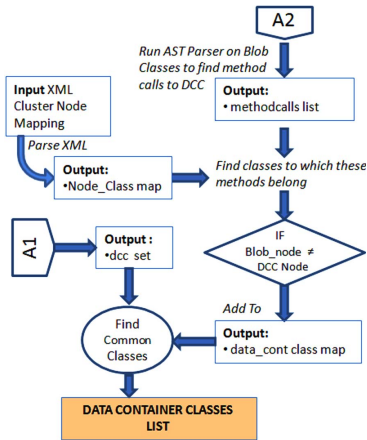 A2
Run AST Parser on Blob
Classes to find method
calls to DCC
Input XML
Cluster Node
Mapping
Output:
• methodcalls list
Parse XML
Output:
•Node_Class map
Find classes to which these
methods belong
A1
Output :
•dcc set
IF
Blob_node ≠
DCC Node
Add To
Find
Common
Classes
Output:
• data_cont class map
DATA CONTAINER CLASSES
LIST